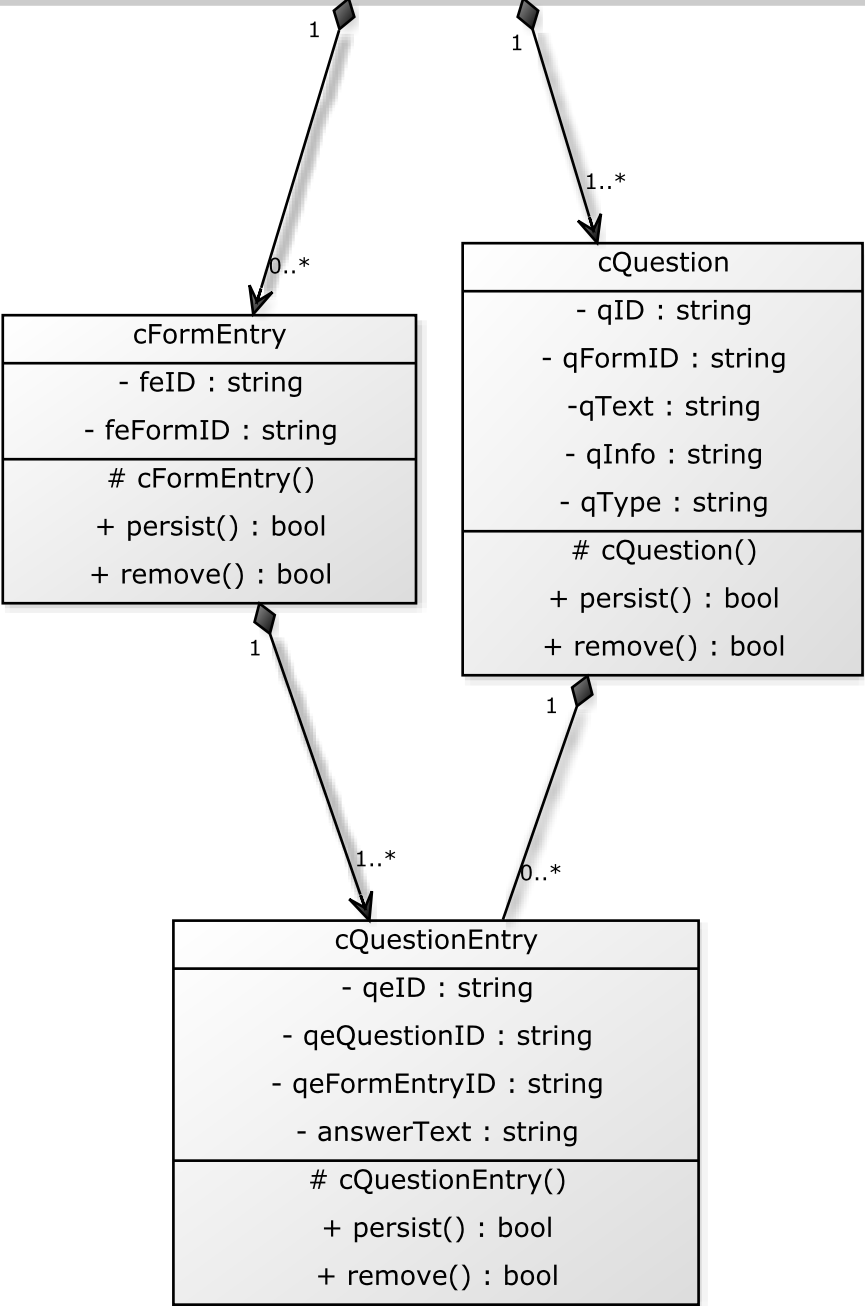 1
1
1..*
0..*
cQuestion
- qID : string
- qFormID : string
-qText : string
- qInfo : string
- qType : string
# cQuestion()
+ persist() : bool
+ remove() : bool
cFormEntry
- feID : string
- feFormID : string
# cFormEntry()
+ persist() : bool
+ remove() : bool
1
1
1..*
0..*
cQuestionEntry
- qeID : string
- qeQuestionID : string
- qeFormEntryID : string
- answerText : string
# cQuestionEntry()
+ persist() : bool
+ remove() : bool